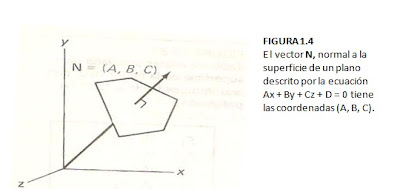 y
N = (A, B, C)
x
z
FIGURA 1.4
El vector N, normal a la
superficie de un plano
descrito por la ecuación
Ax + By + Cz + D = 0 tiene
las coordenadas (A, B, C).